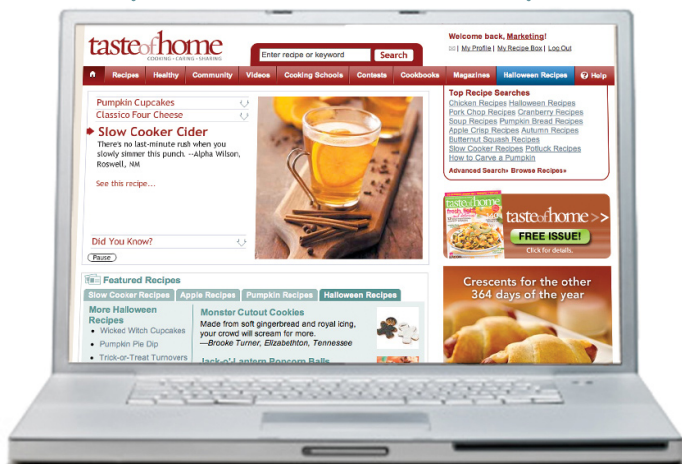 tasteofhome
COOKING • CARING • SHARING
Enter recipe or keyword
Search
Welcome back, Marketing!
| My Profile | My Recipe Box | Log Out
Recipes
Healthy
Community
Videos
Cooking Schools
Contests
Cookbooks
Magazines
Halloween Recipes
? Help
Pumpkin Cupcakes
Classico Four Cheese
Slow Cooker Cider
There's no last-minute rush when you
slowly simmer this punch. --Alpha Wilson,
Roswell, NM
See this recipe...
Did You Know?
Pause
Top Recipe Searches
Chicken Recipes Halloween Recipes
Pork Chop Recipes Cranberry Recipes
Soup Recipes Pumpkin Bread Recipes
Apple Crisp Recipes Autumn Recipes
Butternut Squash Recipes
Slow Cooker Recipes Potluck Recipes
How to Carve a Pumpkin
Advanced Search» Browse Recipes»
taste of home
tasteofhome>>
FREE ISSUE!
Click for details.
Featured Recipes
Slow Cooker Recipes
Apple Recipes
Pumpkin Recipes
Halloween Recipes
More Halloween
Recipes
• Wicked Witch Cupcakes
• Pumpkin Pie Dip
• Trick-or-Treat Turnovers
Monster Cutout Cookies
Made from soft gingerbread and royal icing,
your crowd will scream for more.
—Brooke Turner, Elizabethton, Tennessee
Jack-o'-Lantern Popcorn Balls
Crescents for the other
364 days of the year